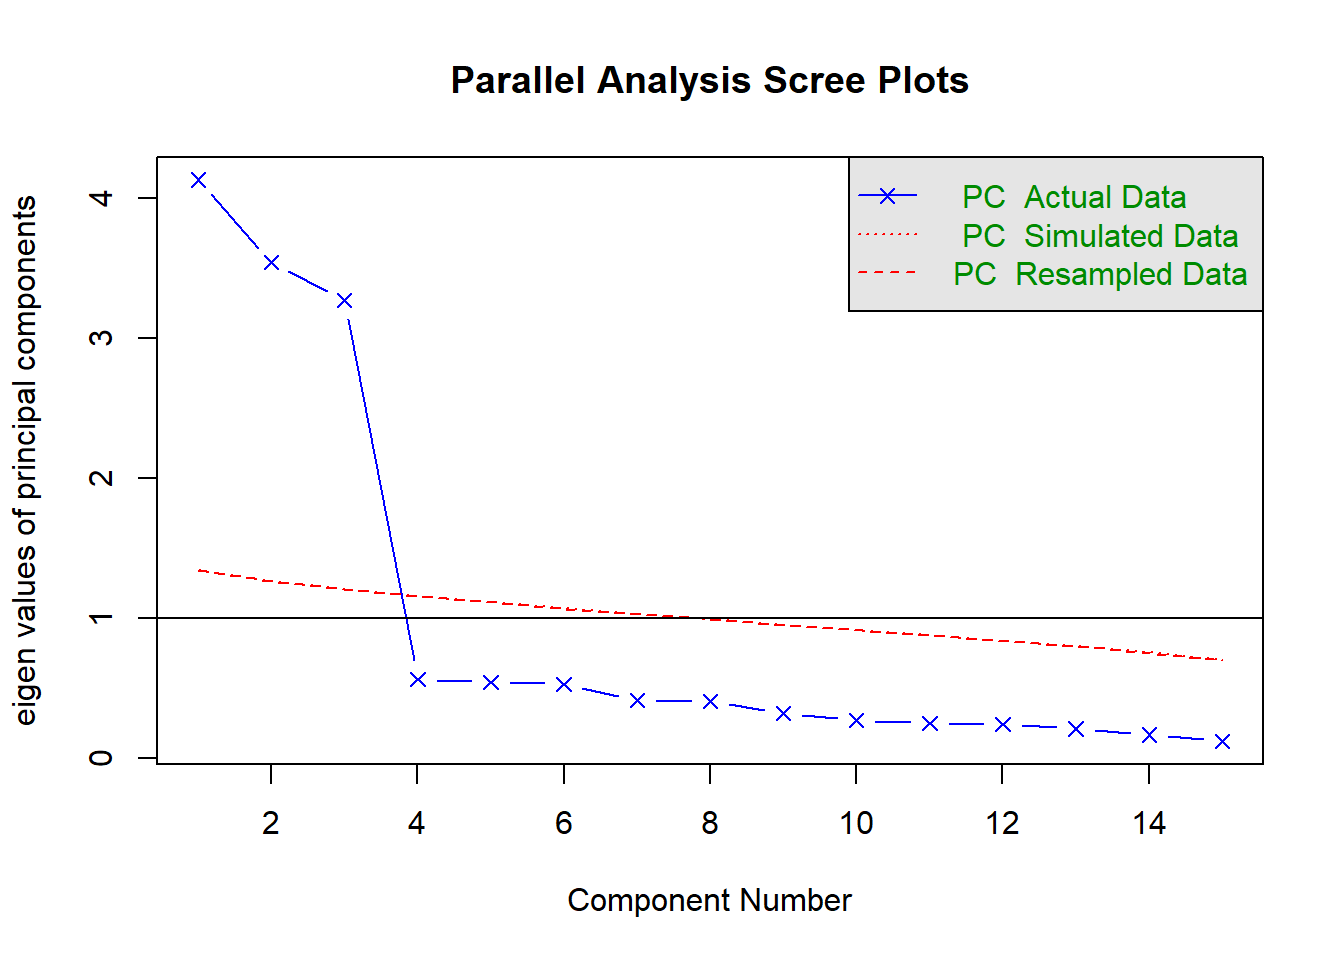 Parallel Analysis Scree Plots
PC Actual Data
PC Simulated Data
PC Resampled Data
eigen values of principal components
4
3
2
1
0
2 4 6 8 10 12 14
Component Number